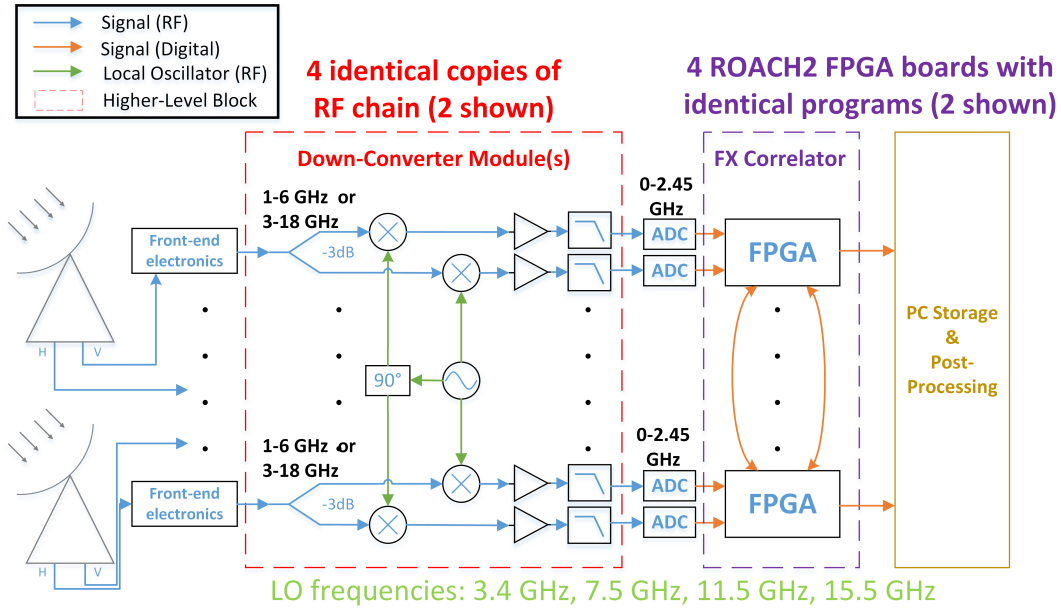 Signal (RF)
Signal (Digital)
Local Oscillator (RF)
Higher-Level Block
4 identical copies of
RF chain (2 shown)
4 ROACH2 FPGA boards with
identical programs (2 shown)
Down-Converter Module(s)
FX Correlator
1-6 GHz or
3-18 GHz
0-2.45
GHz
Front-end
electronics
-3dB
ADC
ADC
FPGA
H
V
90°
PC Storage
&
Post-
Processing
1-6 GHz or
3-18 GHz
0-2.45
GHz
Front-end
electronics
-3dB
ADC
ADC
FPGA
H
V
LO frequencies: 3.4 GHz, 7.5 GHz, 11.5 GHz, 15.5 GHz